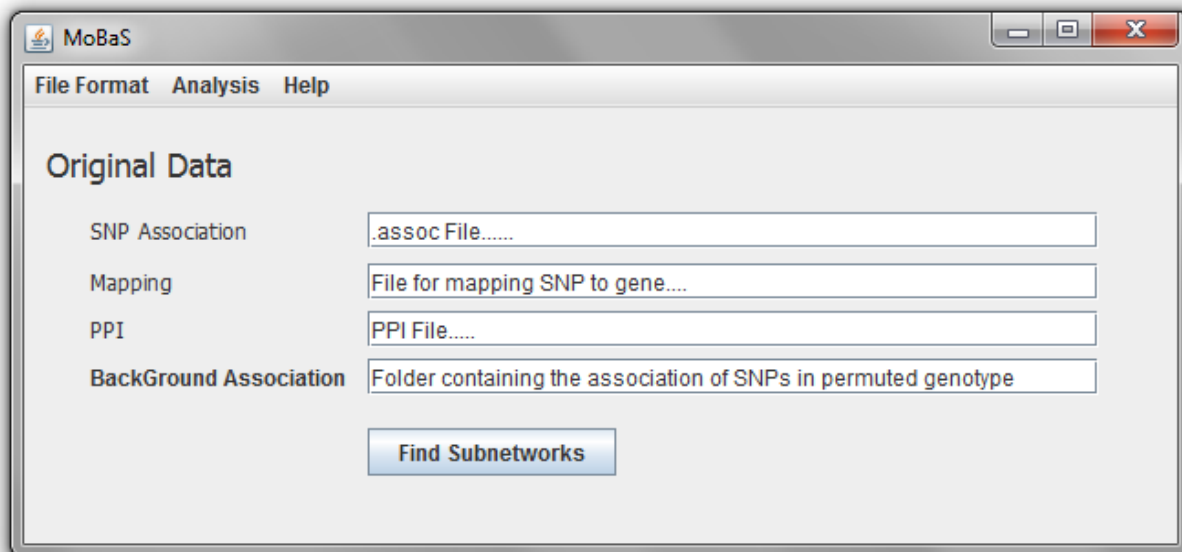 MoBaS
File Format Analysis Help
Original Data
SNP Association .assoc File......
Mapping File for mapping SNP to gene....
PPI PPI File.....
BackGround Association Folder containing the association of SNPs in permuted genotype
Find Subnetworks